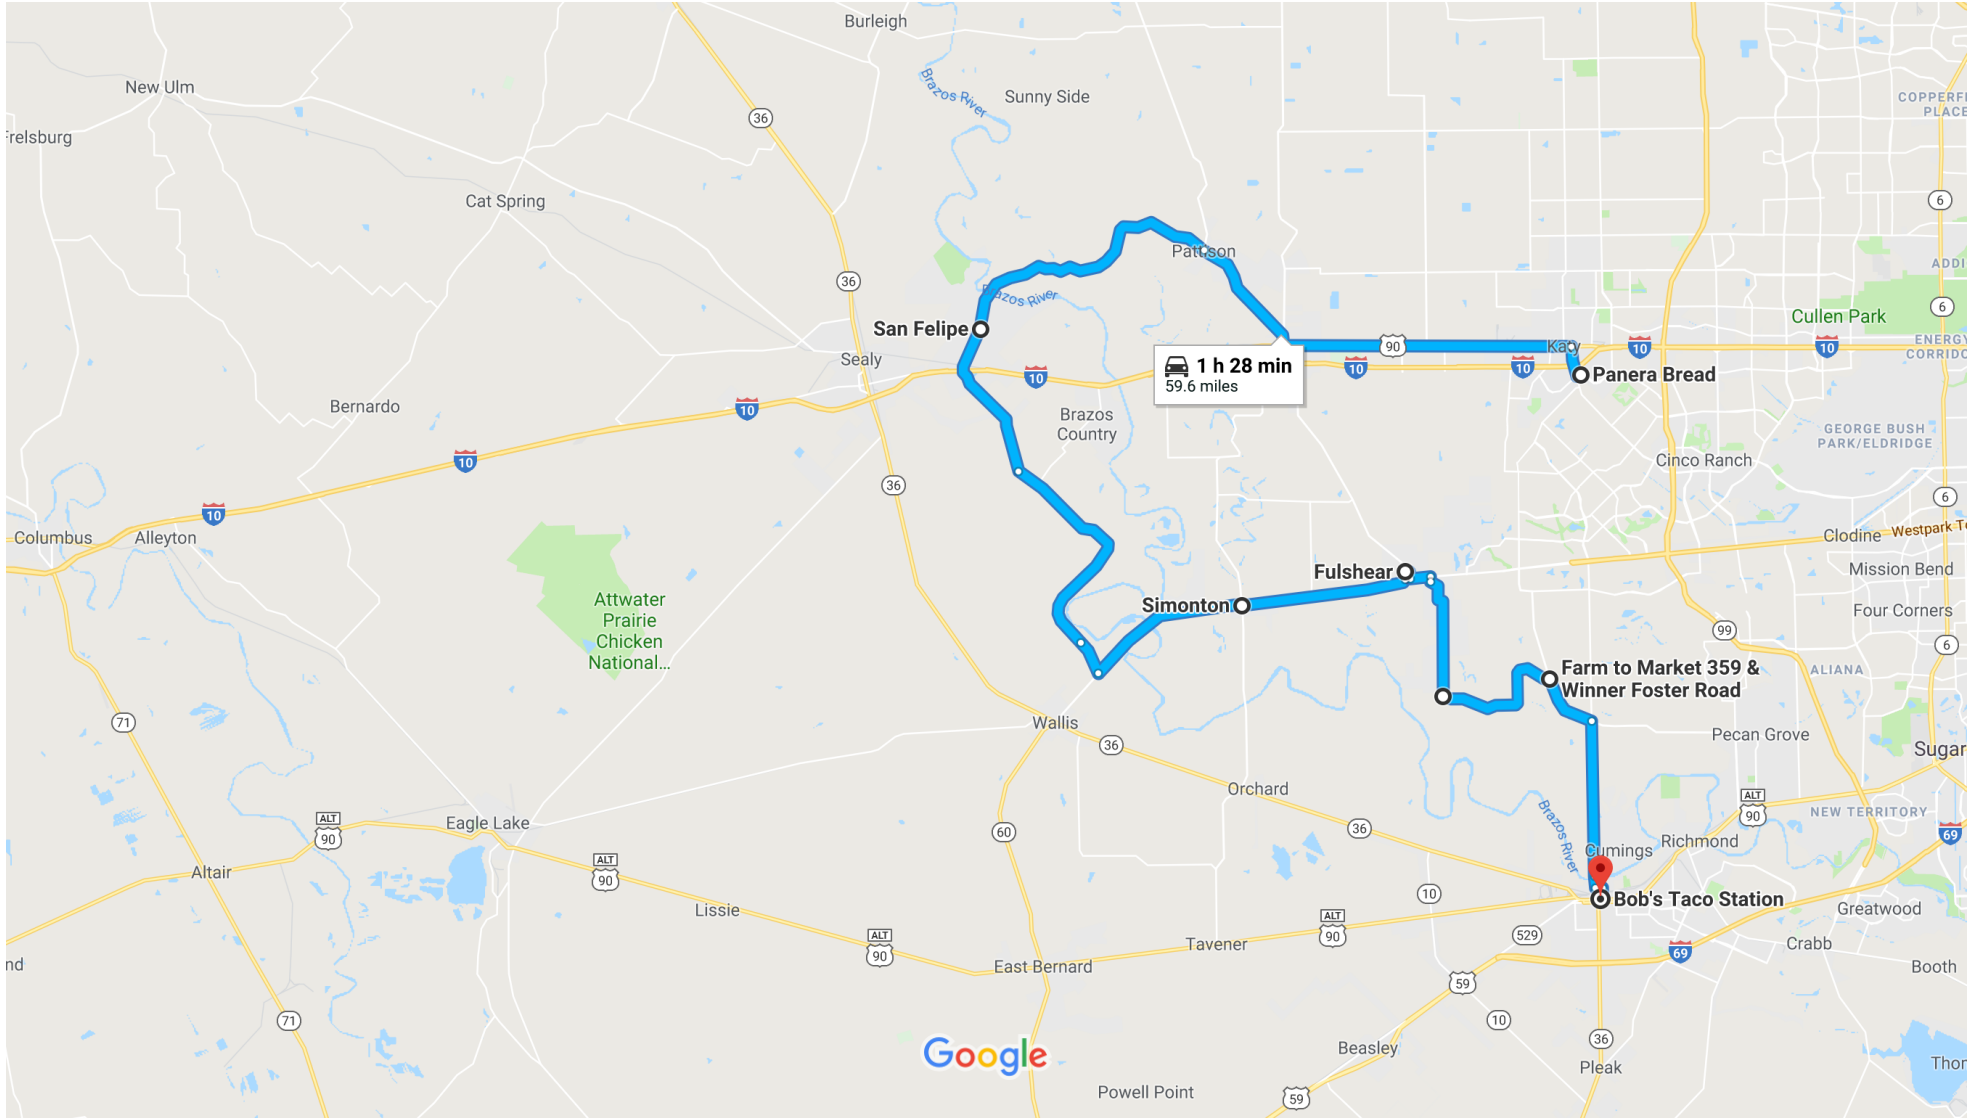 Burleigh
New Ulm
Brazos River
Sunny Side
36
COPPERF
PLACE
Frelsburg
Cat Spring
6
Pattison
ADDI
36
Brazos River
6
Cullen Park
San Felipe
90
Katy
10
10
ENERGY
CORRIDO
Sealy
10
10
10
1 h 28 min
59.6 miles
Panera Bread
Bernardo
10
Brazos
Country
GEORGE BUSH
PARK/ELDRIDGE
10
Cinco Ranch
36
6
10
Columbus
Alleyton
Clodine
Westpark To
Fulshear
Mission Bend
Attwater
Prairie
Chicken
National...
Simonton
Four Corners
99
6
Farm to Market 359 &
Winner Foster Road
ALIANA
71
Wallis
36
Pecan Grove
Sugar
Orchard
ALT
90
NEW TERRITORY
Brazos River
ALT
90
Eagle Lake
60
36
69
Richmond
Cumings
ALT
90
Altair
10
Bob's Taco Station
Lissie
Greatwood
ALT
90
ALT
90
529
Tavener
Crabb
69
nd
East Bernard
Booth
59
71
10
36
Google
Beasley
Pleak
Thor
Powell Point
59